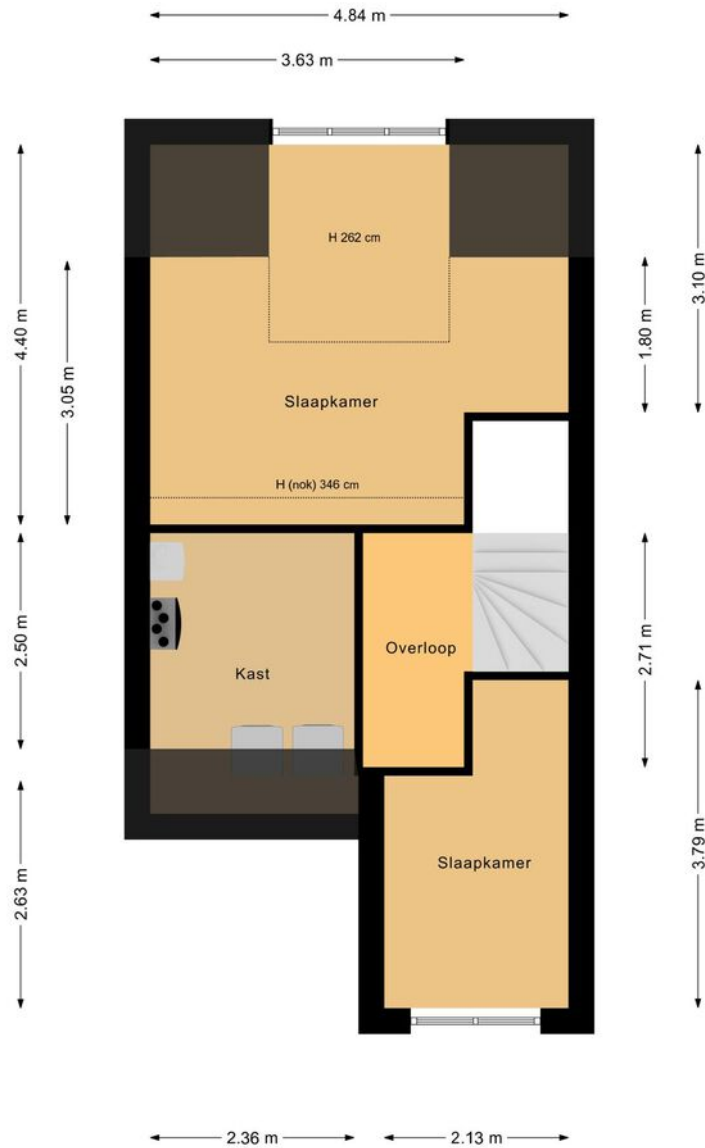 4.84 m
3.63 m
H 262 cm
4.40 m
3.05 m
1.80 m
3.10 m
Slaapkamer
H (nok) 346 cm
2.50 m
Kast
Overloop
2.71 m
2.63 m
Slaapkamer
3.79 m
2.36 m
2.13 m